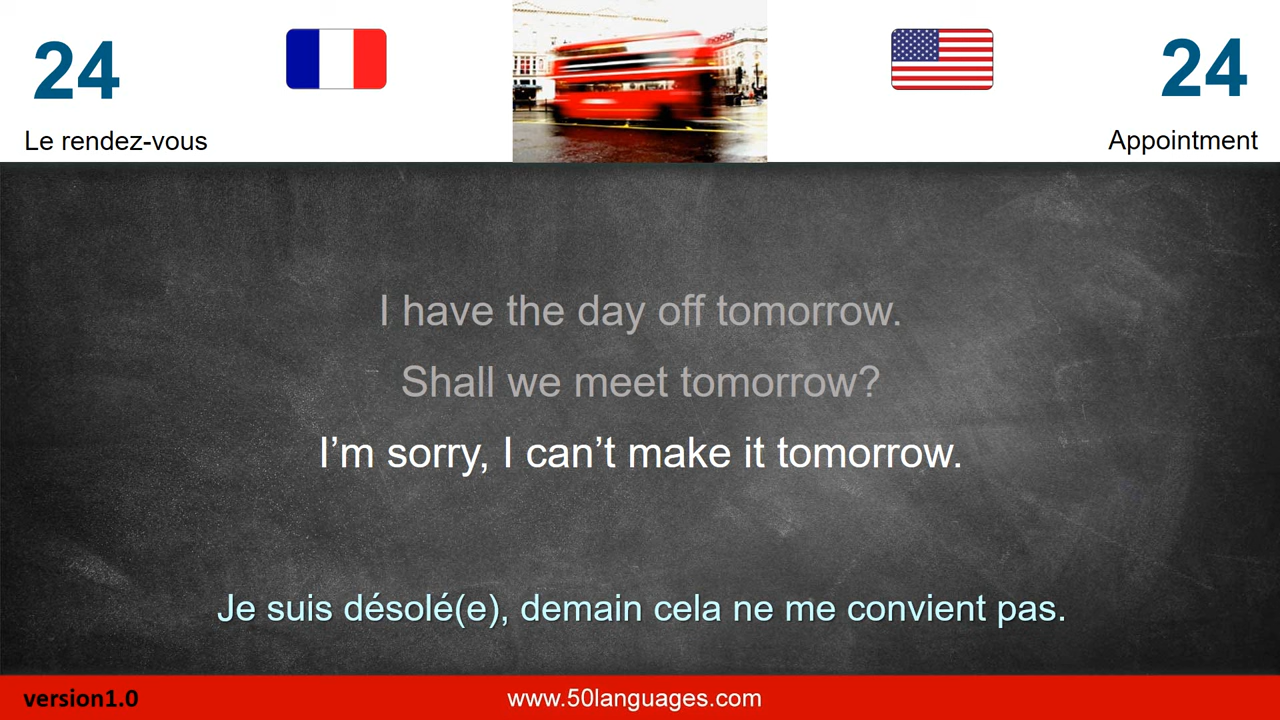 24
24
Le rendez-vous
Appointment
I have the day off tomorrow.
Shall we meet tomorrow?
I’m sorry, I can’t make it tomorrow.
Je suis désolé(e), demain cela ne me convient pas.
version1.0
www.50languages.com